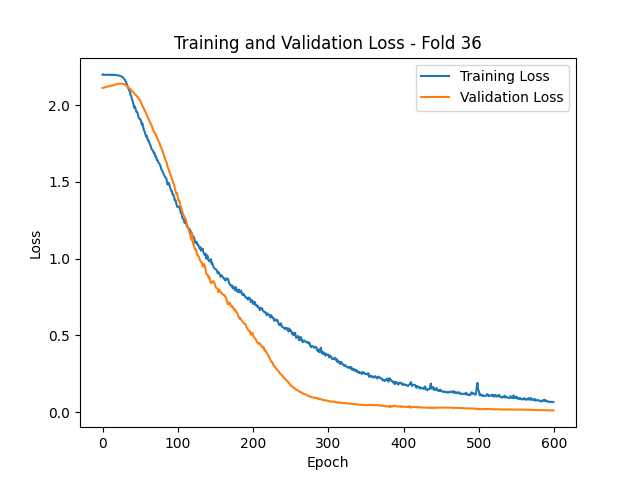 Training and Validation Loss - Fold 36
Training Loss
Validation Loss
Loss
2.0
1.5
1.0
0.5
0.0
0 100 200 300 400 500 600
Epoch